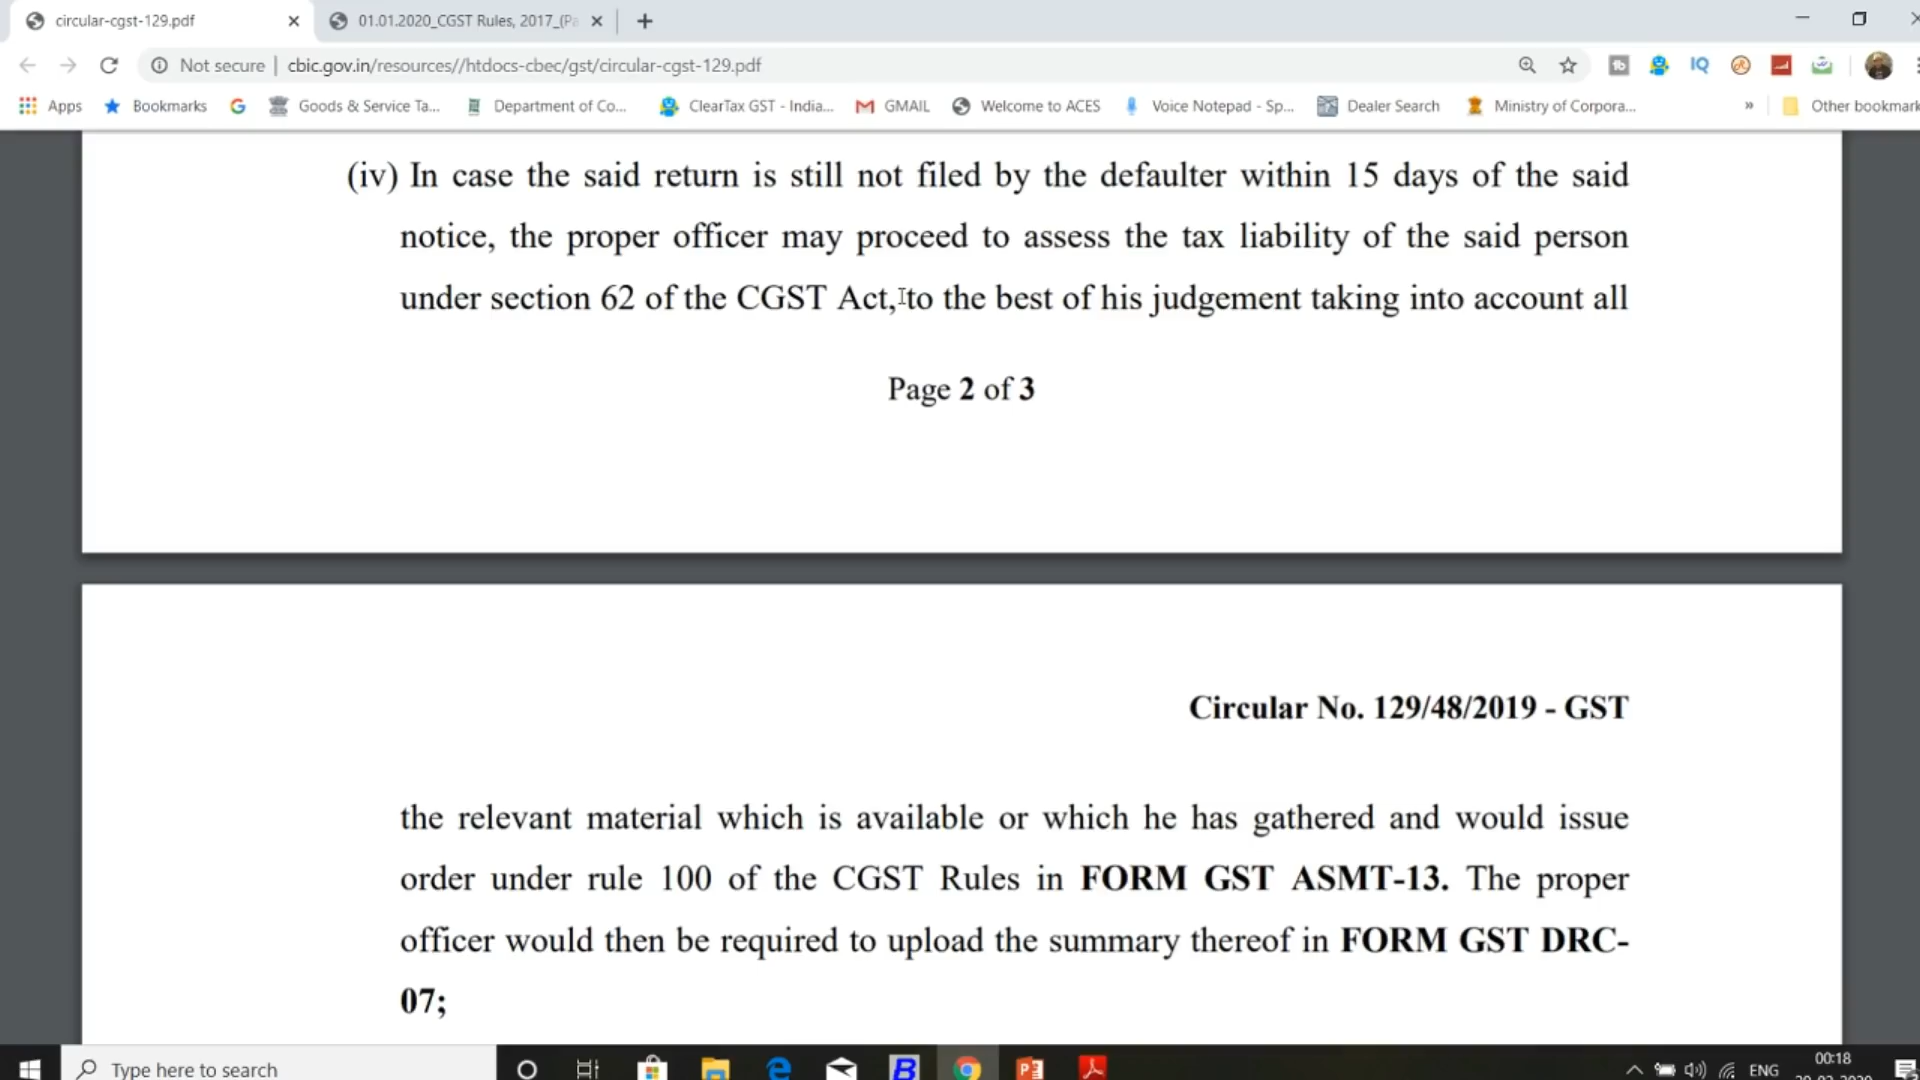 circular-cgst-129.pdf
01.01.2020_CGST Rules, 2017_(Pa
Not secure | cbic.gov.in/resources//htdocs-cbec/gst/circular-cgst-129.pdf
Apps Bookmarks Goods & Service Ta... Department of Co... ClearTax GST - India... GMAIL Welcome to ACES Voice Notepad - Sp... Dealer Search Ministry of Corpora... » Other bookmark
(iv) In case the said return is still not filed by the defaulter within 15 days of the said
notice, the proper officer may proceed to assess the tax liability of the said person
under section 62 of the CGST Act, to the best of his judgement taking into account all
Page 2 of 3
Circular No. 129/48/2019 - GST
the relevant material which is available or which he has gathered and would issue
order under rule 100 of the CGST Rules in FORM GST ASMT-13. The proper
officer would then be required to upload the summary thereof in FORM GST DRC-
07;
Type here to search
ENG
00:18